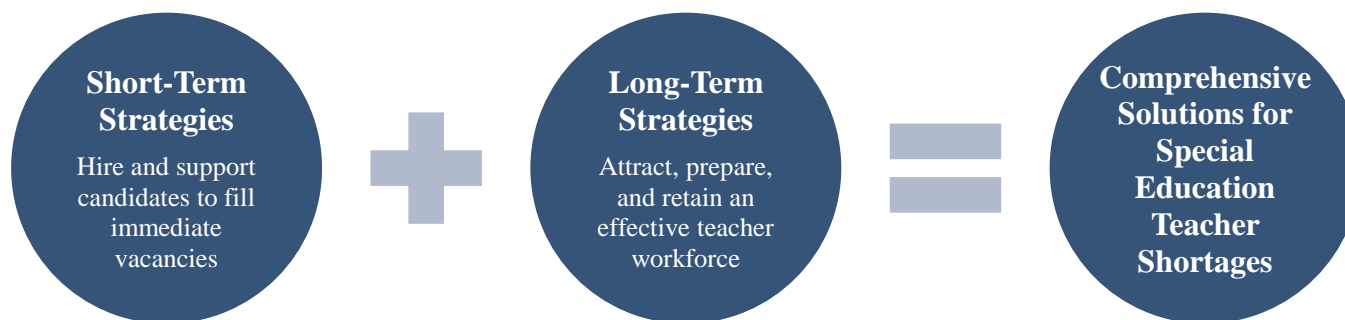 Short-Term
Strategies
Hire and support
candidates to fill
immediate
vacancies
Long-Term
Strategies
Attract, prepare,
and retain an
effective teacher
workforce
Comprehensive
Solutions for
Special
Education
Teacher
Shortages